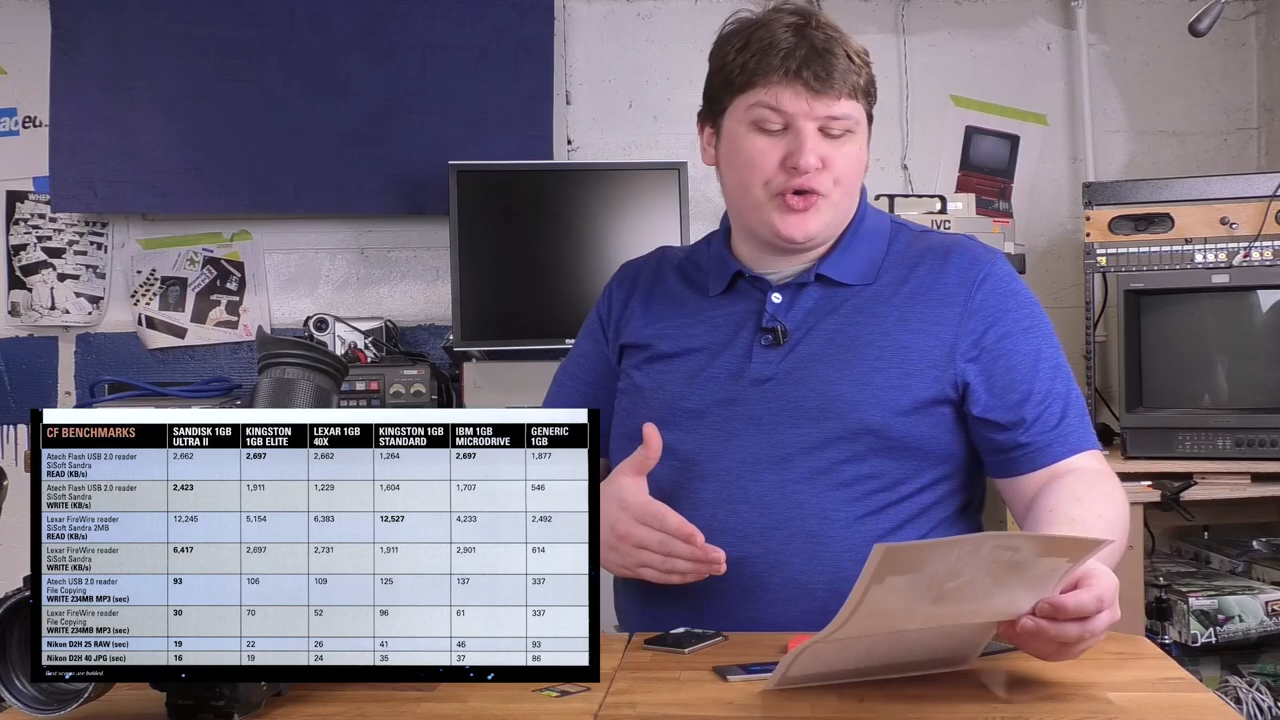 aded.
WHEN
JVC
CF BENCHMARKS SANDISK 1GB ULTRA II KINGSTON 1GB ELITE LEXAR 1GB 40X KINGSTON 1GB STANDARD IBM 1GB MICRODRIVE GENERIC 1GB
Atech Flash USB 2.0 reader SiSoft Sandra READ (KB/s) 2,662 2,697 2,662 1,264 2,697 1,877
Atech Flash USB 2.0 reader SiSoft Sandra WRITE (KB/s) 2,423 1,911 1,229 1,604 1,707 546
Lexar FireWire reader SiSoft Sandra 2MB READ (KB/s) 12,245 5,154 6,383 12,527 4,233 2,492
Lexar FireWire reader SiSoft Sandra WRITE (KB/s) 6,417 2,697 2,731 1,911 2,901 614
Atech USB 2.0 reader File Copying WRITE 234MB MP3 (sec) 93 106 109 125 137 337
Lexar FireWire reader File Copying WRITE 234MB MP3 (sec) 30 70 52 96 61 337
Nikon D2H 25 RAW (sec) 19 22 26 41 46 93
Nikon D2H 40 JPG (sec) 16 19 24 35 37 86
Best scores are bolded.
04